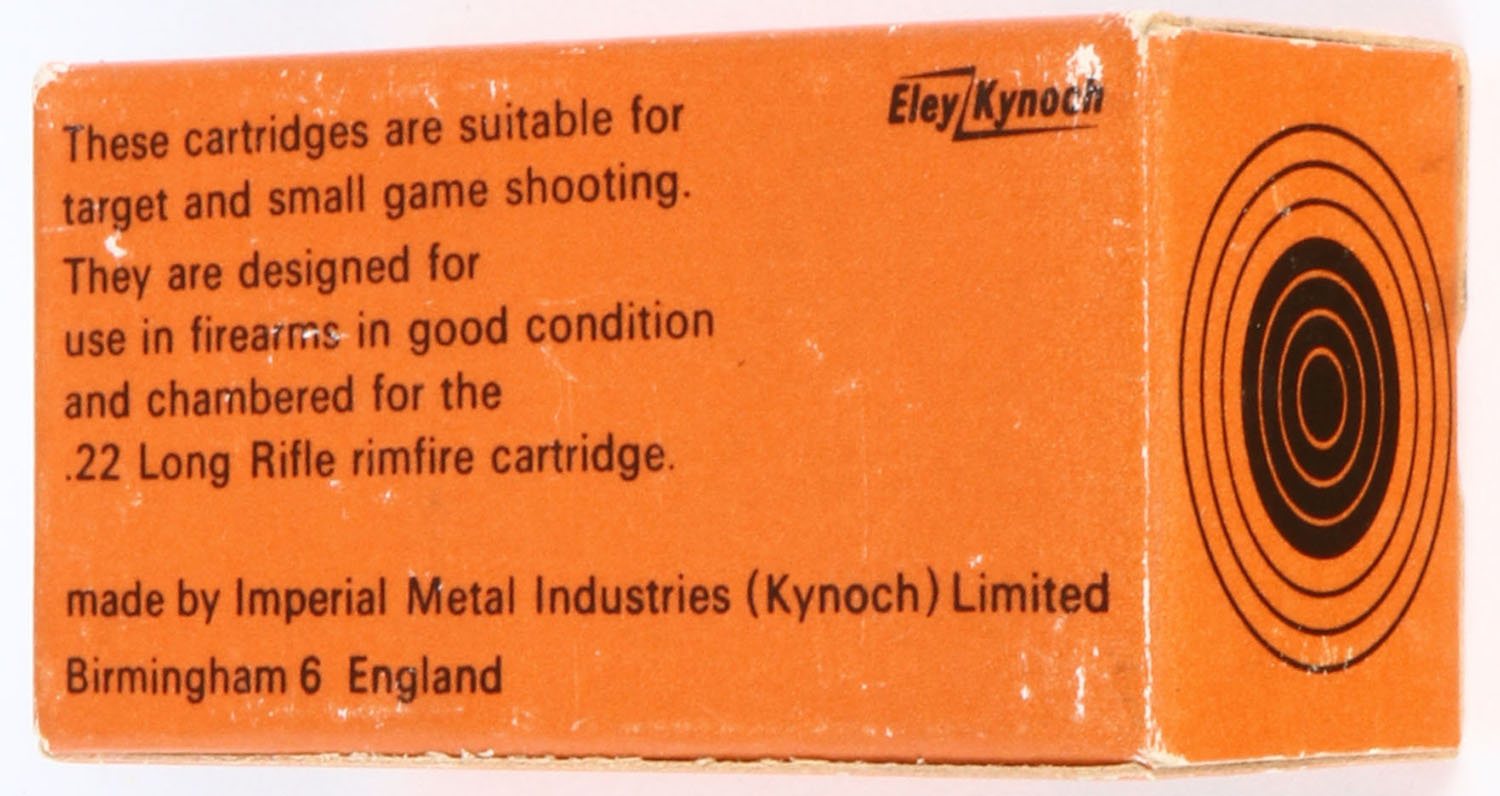 Eley/Kynoch
These cartridges are suitable for
target and small game shooting.
They are designed for
use in firearms in good condition
and chambered for the
.22 Long Rifle rimfire cartridge.
made by Imperial Metal Industries (Kynoch) Limited
Birmingham 6 England